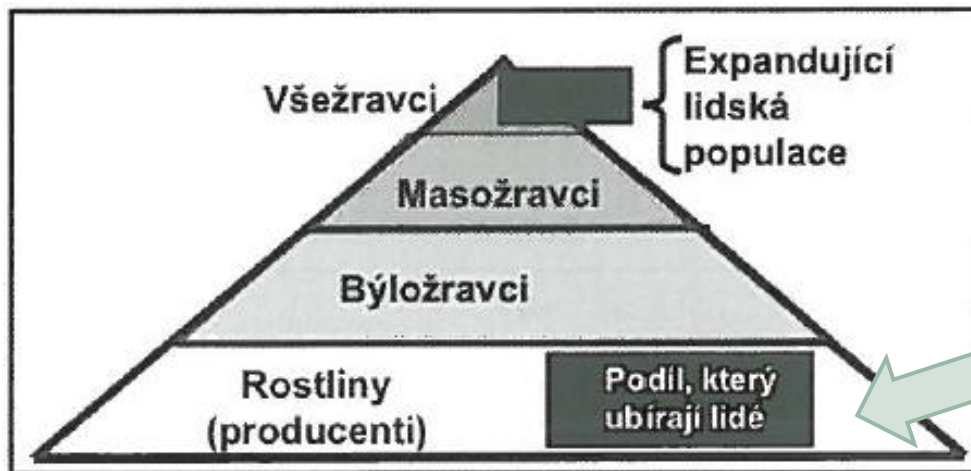 Všežravci
Expandující
lidská
populace
Masožravci
Býložravci
Rostliny
(producenti)
Podíl, který
ubírají lidé